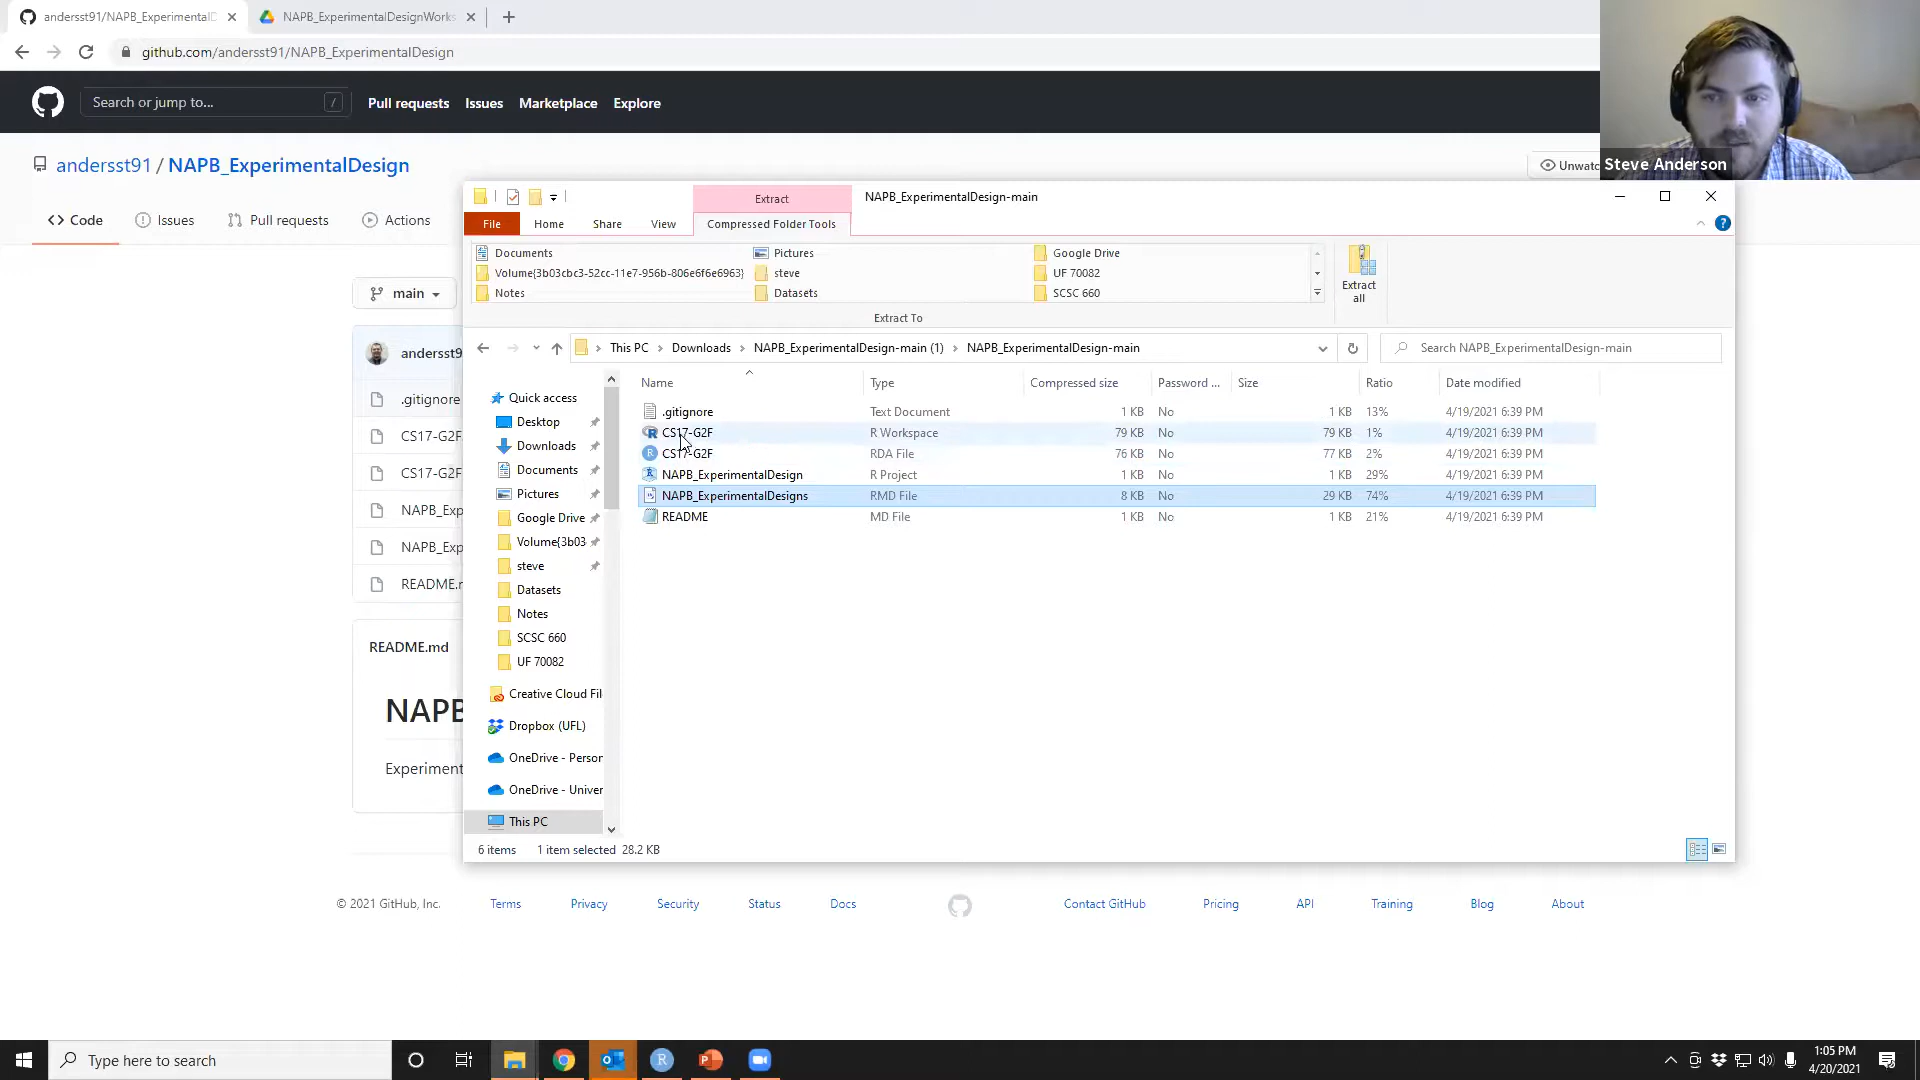 andersst91/NAPB_ExperimentalD
NAPB_ExperimentalDesignWorks
github.com/andersst91/NAPB_ExperimentalDesign
Search or jump to...
/
Pull requests
Issues
Marketplace
Explore
Steve Anderson
andersst91 / NAPB_ExperimentalDesign
Unwatc
Code
Issues
Pull requests
Actions
Extract
NAPB_ExperimentalDesign-main
File
Home
Share
View
Compressed Folder Tools
Documents
Pictures
Google Drive
Volume{3b03cbc3-52cc-11e7-956b-806e6f6e6963}
steve
UF 70082
Notes
Datasets
SCSC 660
Extract all
Extract To
main
This PC > Downloads > NAPB_ExperimentalDesign-main (1) > NAPB_ExperimentalDesign-main
Search NAPB_ExperimentalDesign-main
Name Type Compressed size Password ... Size Ratio Date modified
.gitignore Text Document 1 KB No 1 KB 13% 4/19/2021 6:39 PM
CS17-G2F R Workspace 79 KB No 79 KB 1% 4/19/2021 6:39 PM
CS17-G2F RDA File 76 KB No 77 KB 2% 4/19/2021 6:39 PM
NAPB_ExperimentalDesign R Project 1 KB No 1 KB 29% 4/19/2021 6:39 PM
NAPB_ExperimentalDesigns RMD File 8 KB No 29 KB 74% 4/19/2021 6:39 PM
README MD File 1 KB No 1 KB 21% 4/19/2021 6:39 PM
Quick access
Desktop
Downloads
Documents
Pictures
Google Drive
Volume{3b03
steve
Datasets
Notes
SCSC 660
UF 70082
Creative Cloud Fil
Dropbox (UFL)
OneDrive - Person
OneDrive - Univer
This PC
6 items 1 item selected 28.2 KB
anderss9
.gitignore
CS17-G2F
CS17-G2F
NAPB_Exp
NAPB_Exp
README.r
README.md
NAPB
Experiment
© 2021 GitHub, Inc.
Terms
Privacy
Security
Status
Docs
Contact GitHub
Pricing
API
Training
Blog
About
Type here to search
1:05 PM
4/20/2021